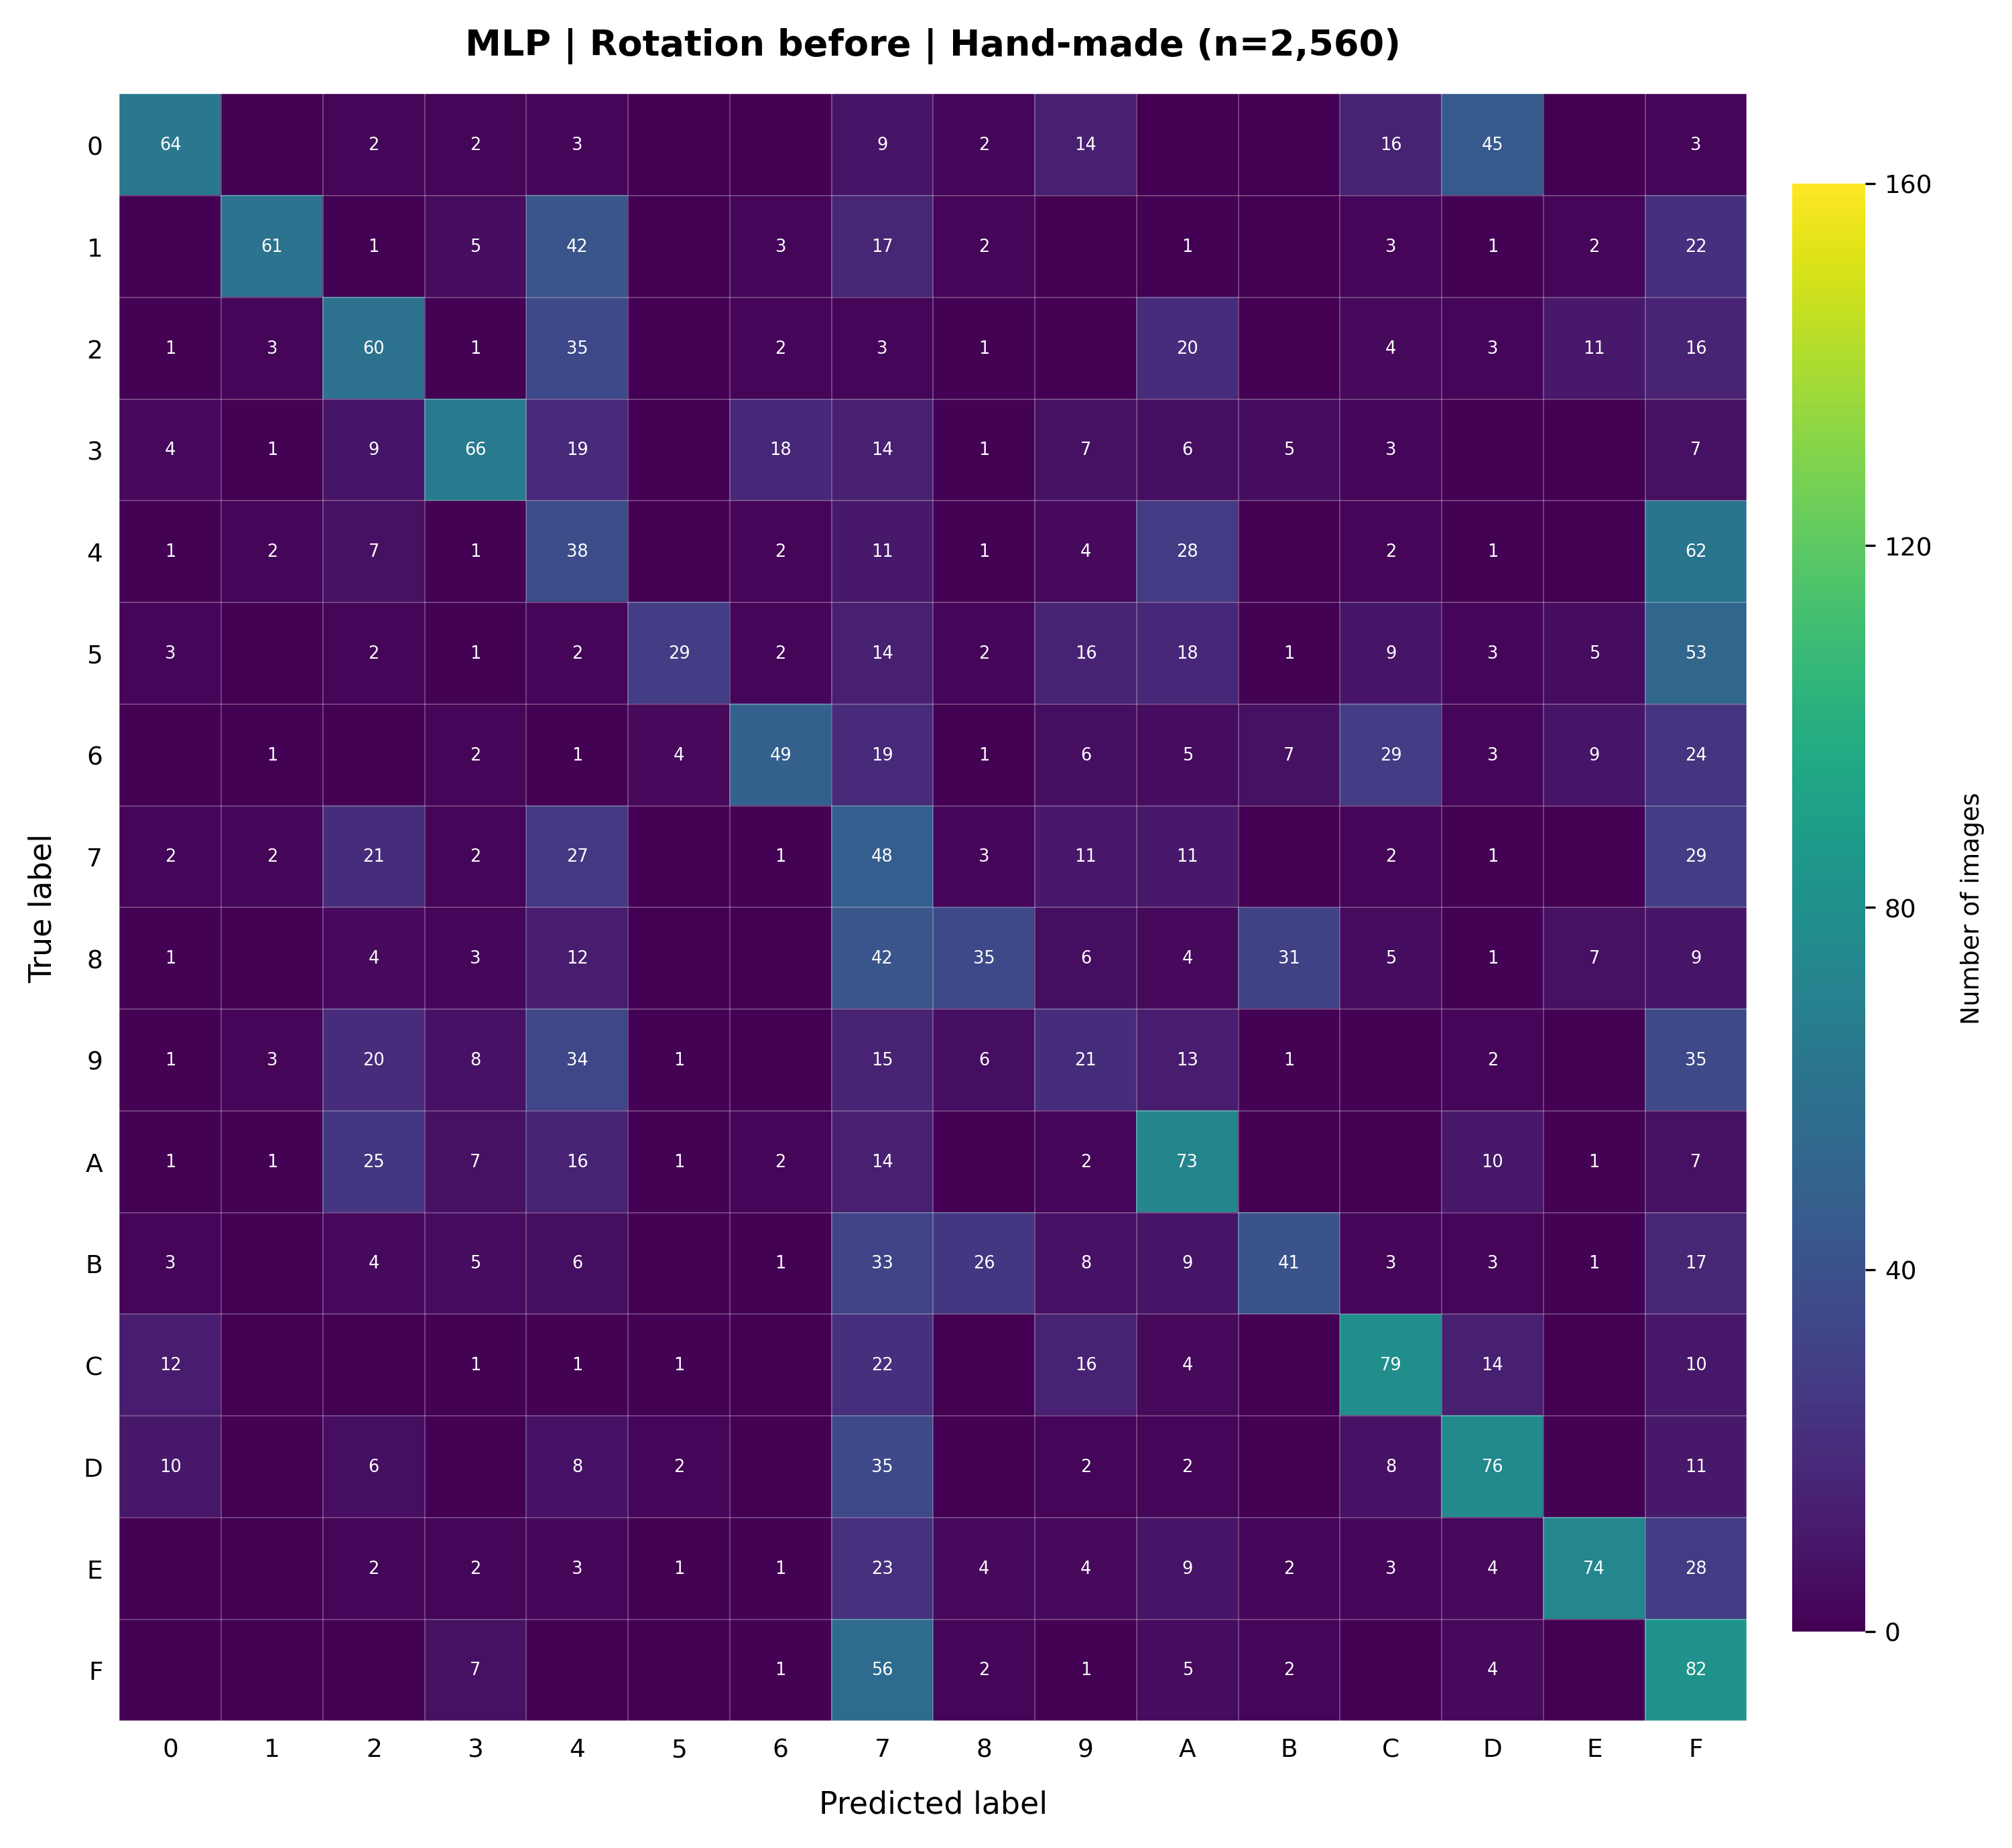 MLP | Rotation before | Hand-made (n=2,560)
0 64 2 2 3 9 2 14 16 45 3
1 61 1 5 42 3 17 2 1 3 1 2 22
2 1 3 60 1 35 2 3 1 20 4 3 11 16
3 4 1 9 66 19 18 14 1 7 6 5 3 7
4 1 2 7 1 38 2 11 1 4 28 2 1 62
5 3 2 1 2 29 2 14 2 16 18 1 9 3 5 53
6 1 2 1 4 49 19 1 6 5 7 29 3 9 24
7 2 2 21 2 27 1 48 3 11 11 2 1 29
8 1 4 3 12 42 35 6 4 31 5 1 7 9
9 1 3 20 8 34 1 15 6 21 13 1 2 35
A 1 1 25 7 16 1 2 14 2 73 10 1 7
B 3 4 5 6 1 33 26 8 9 41 3 3 1 17
C 12 1 1 1 22 16 4 79 14 10
D 10 6 8 2 35 2 2 8 76 11
E 2 2 3 1 1 23 4 4 9 2 3 4 74 28
F 7 1 56 2 1 5 2 4 82
0 1 2 3 4 5 6 7 8 9 A B C D E F
Predicted label
True label
160
120
80
40
0
Number of images